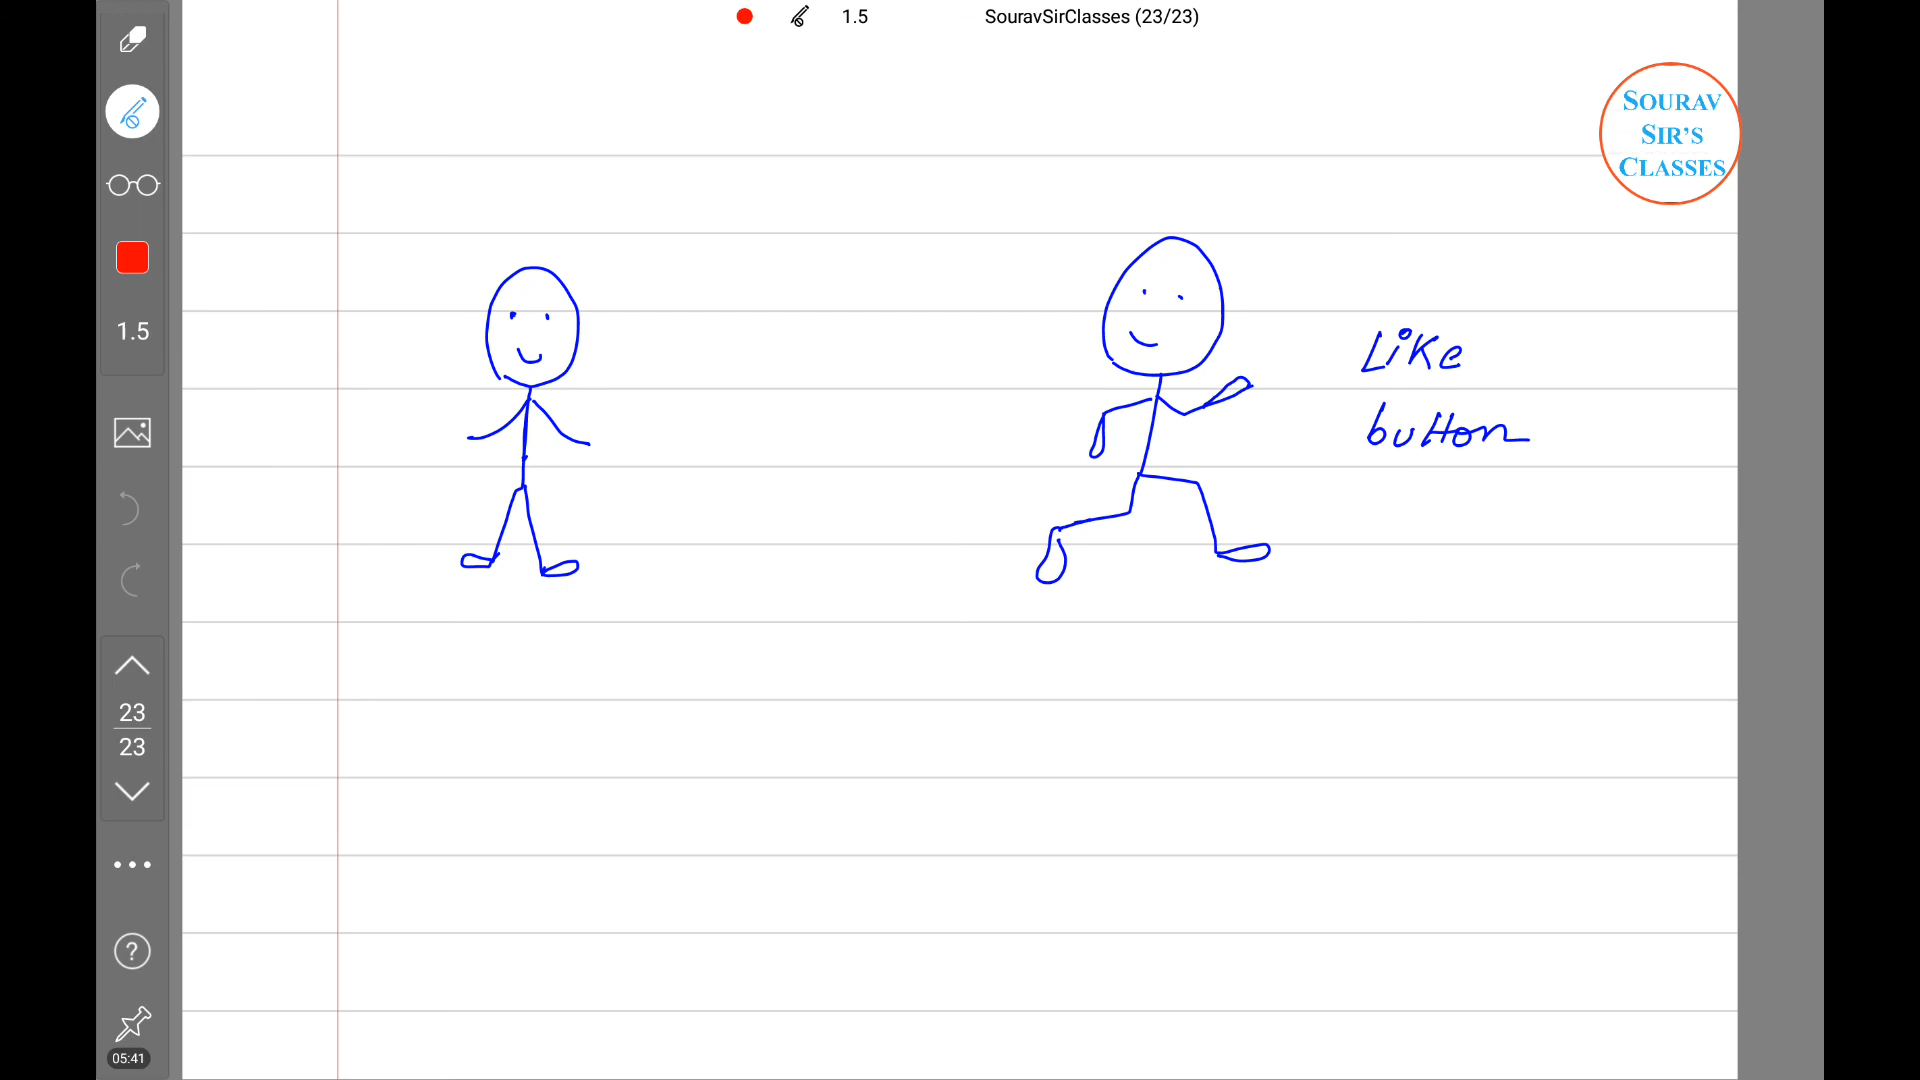 1.5 SouravSirClasses (23/23)
SOURAV
SIR'S
CLASSES
1.5
Like
button
23
23
?
05:41